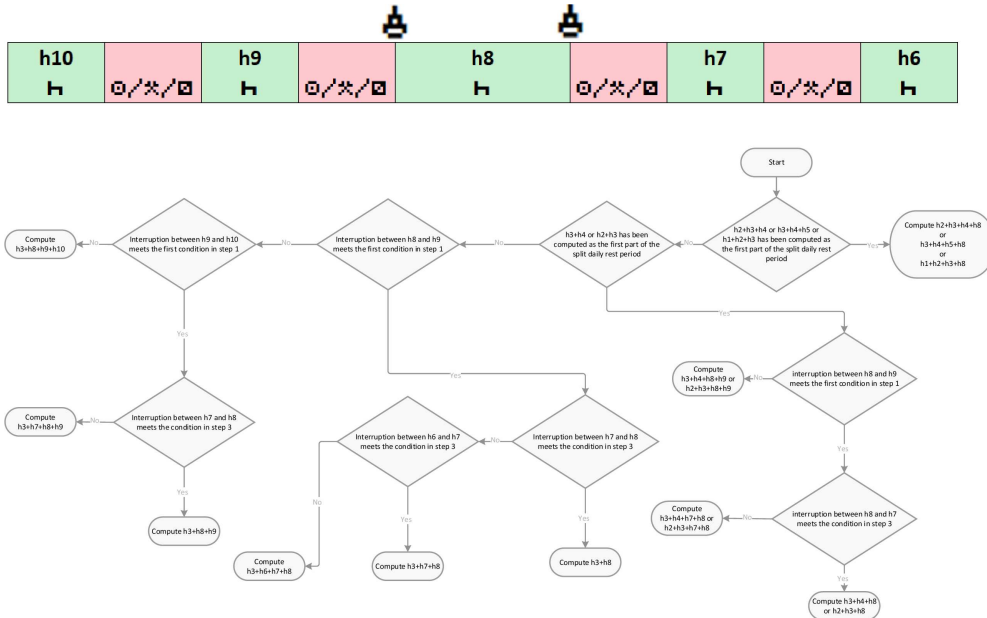 h10
h9
h8
h7
h6
Start
h2+h3+h4 or h3+h4+h5 or
h1+h2+h3 has been computed as
the first part of the split daily rest
period
Yes
Compute h2+h3+h4+h8
or
h3+h4+h5+h8
or
h1+h2+h3+h8
No
h3+h4 or h2+h3 has been
computed as the first part of the
split daily rest period
No
Interruption between h8 and h9
meets the first condition in step 1
No
Interruption between h9 and h10
meets the first condition in step 1
No
Compute
h3+h8+h9+h10
Yes
Interruption between h7 and h8
meets the condition in step 3
No
Compute
h3+h7+h8+h9
Yes
Compute h3+h8+h9
Yes
Interruption between h7 and h8
meets the condition in step 3
No
Interruption between h6 and h7
meets the condition in step 3
No
Compute
h3+h6+h7+h8
Yes
Compute h3+h7+h8
Yes
Compute h3+h8
Yes
interruption between h8 and h9
meets the first condition in step 1
No
Compute
h3+h4+h8+h9 or
h2+h3+h8+h9
Yes
interruption between h8 and h7
meets the condition in step 3
No
Compute
h3+h4+h7+h8 or
h2+h3+h7+h8
Yes
Compute h3+h4+h8
or h2+h3+h8